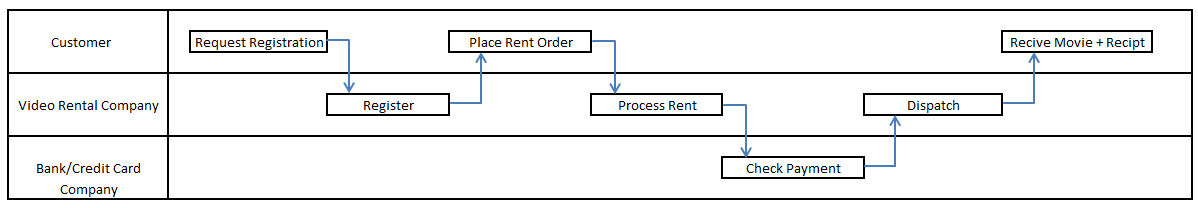 Customer
Request Registration
Place Rent Order
Recive Movie + Recipt
Video Rental Company
Register
Process Rent
Dispatch
Bank/Credit Card
Company
Check Payment